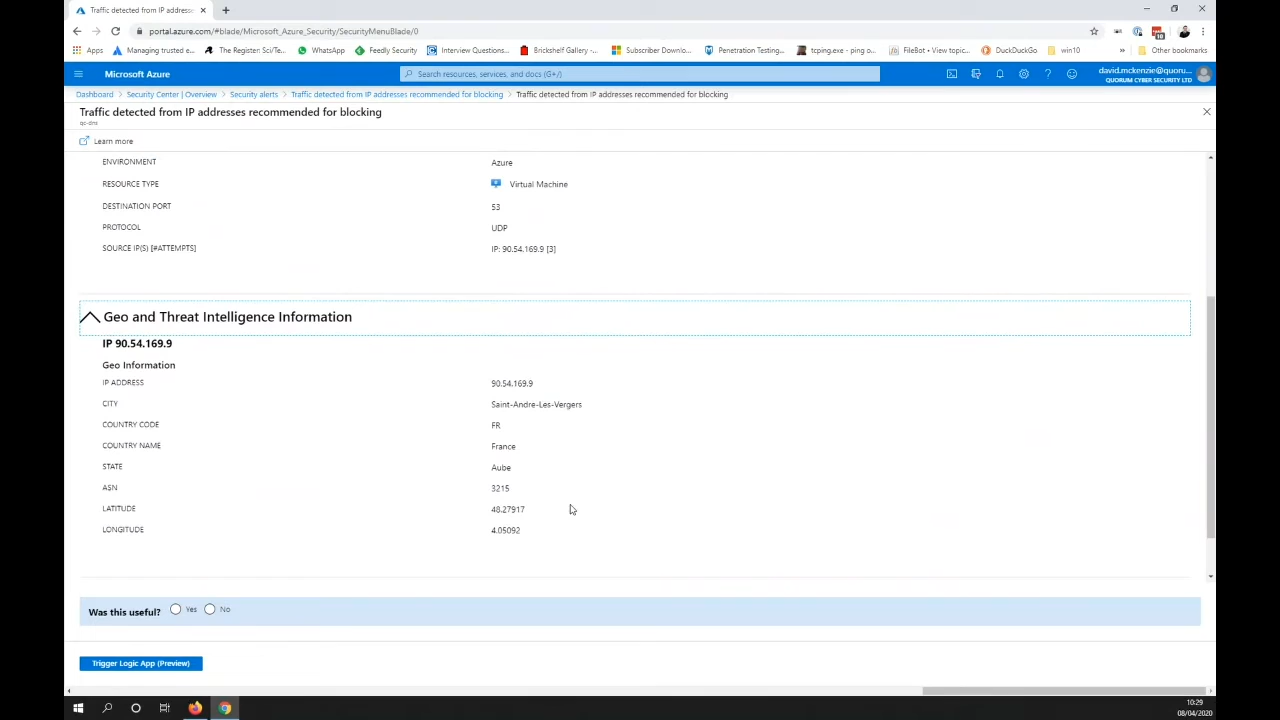 Traffic detected from IP addresse
portal.azure.com/#blade/Microsoft_Azure_Security/SecurityMenuBlade/0
Apps Managing trusted e... The Register: Sci/Te... WhatsApp Feedly Security Interview Questions... Brickshelf Gallery -... Subscriber Downlo... Penetration Testing... tcping.exe - ping o... FileBot • View topic... DuckDuckGo win10 » Other bookmarks
Microsoft Azure
Search resources, services, and docs (G+/)
david.mckenzie@quoru...
QUORUM CYBER SECURITY LTD
Dashboard > Security Center | Overview > Security alerts > Traffic detected from IP addresses recommended for blocking > Traffic detected from IP addresses recommended for blocking
Traffic detected from IP addresses recommended for blocking
qc-dns
Learn more
ENVIRONMENT Azure
RESOURCE TYPE Virtual Machine
DESTINATION PORT 53
PROTOCOL UDP
SOURCE IP(S) [#ATTEMPTS] IP: 90.54.169.9 [3]
Geo and Threat Intelligence Information
IP 90.54.169.9
Geo Information
IP ADDRESS 90.54.169.9
CITY Saint-Andre-Les-Vergers
COUNTRY CODE FR
COUNTRY NAME France
STATE Aube
ASN 3215
LATITUDE 48.27917
LONGITUDE 4.05092
Was this useful? Yes No
Trigger Logic App (Preview)
10:29
08/04/2020